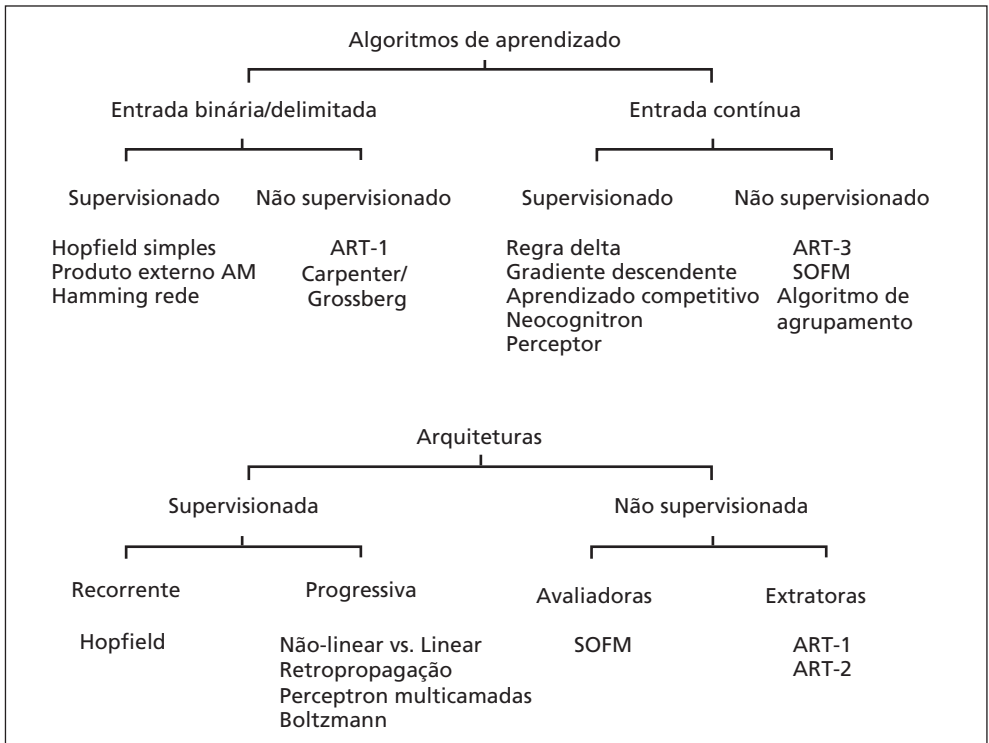 Algoritmos de aprendizado
Entrada binária/delimitada
Entrada contínua
Supervisionado
Não supervisionado
Supervisionado
Não supervisionado
Hopfield simples
Produto externo AM
Hamming rede
ART-1
Carpenter/
Grossberg
Regra delta
Gradiente descendente
Aprendizado competitivo
Neocognitron
Perceptor
ART-3
SOFM
Algoritmo de
agrupamento
Arquiteturas
Supervisionada
Não supervisionada
Recorrente
Progressiva
Avaliadoras
Extratoras
Hopfield
Não-linear vs. Linear
Retropropagação
Perceptron multicamadas
Boltzmann
SOFM
ART-1
ART-2